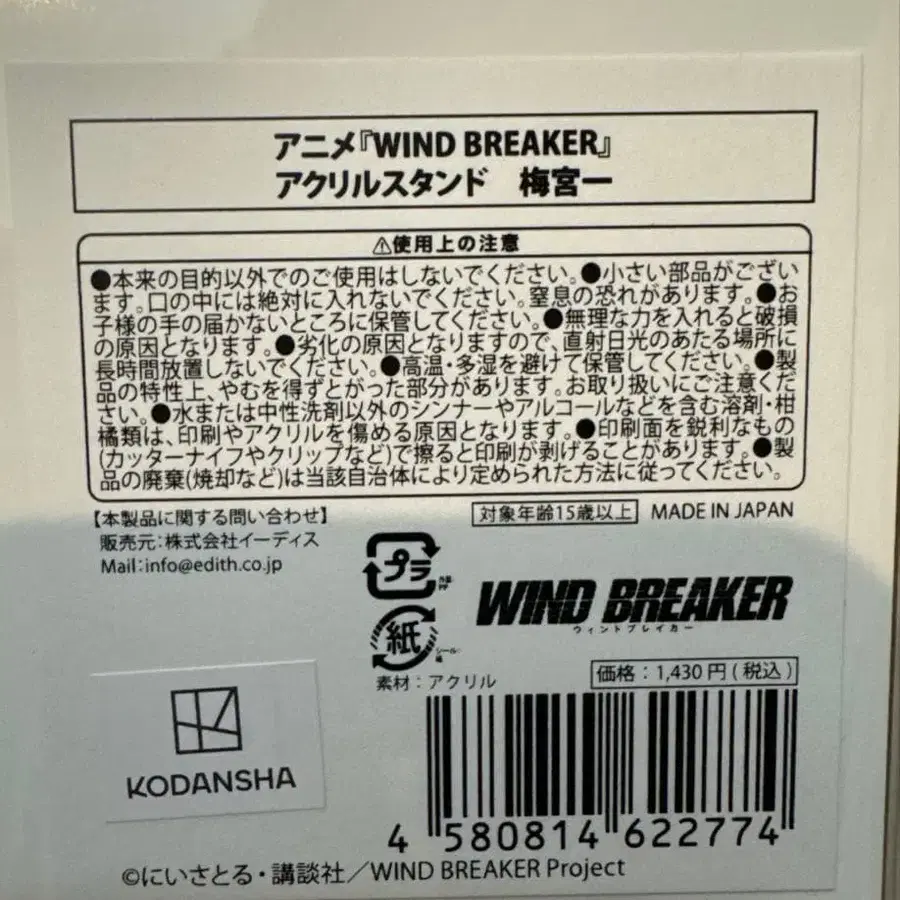 アニメ『WIND BREAKER』
アクリルスタンド 梅宮一
⚠使用上の注意
●本来の目的以外でのご使用はしないでください。●小さい部品がござい
ます。口の中には絶対に入れないでください。窒息の恐れがあります。●お
子様の手の届かないところに保管してください。●無理な力を入れると破損
の原因となります。●劣化の原因となりますので、直射日光のあたる場所に
長時間放置しないでください。●高温・多湿を避けて保管してください。●製
品の特性上、やむを得ずとがった部分があります。お取り扱いにご注意くだ
さい。●水または中性洗剤以外のシンナーやアルコールなどを含む溶剤・柑
橘類は、印刷やアクリルを傷める原因となります。●印刷面を鋭利なもの
(カッターナイフやクリップなど)で擦ると印刷が剥げることがあります。●製
品の廃棄(焼却など)は当該自治体により定められた方法に従ってください。
【本製品に関する問い合わせ】
販売元:株式会社イーディス
Mail:info@edith.co.jp
対象年齢15歳以上 MADE IN JAPAN
プラ
紙
素材:アクリル
WIND BREAKER
ウィンドブレイカー
価格:1,430円(税込)
KODANSHA
4 580814 622774
©にいさとる・講談社/WIND BREAKER Project